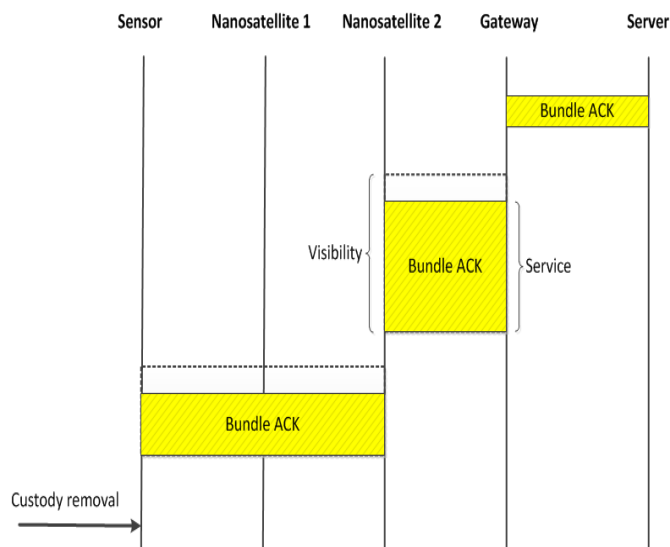 Sensor Nanosatellite 1 Nanosatellite 2 Gateway Server
Bundle ACK
Visibility
Bundle ACK
Service
Bundle ACK
Custody removal